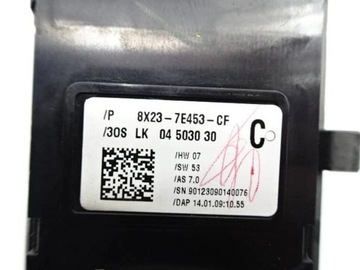 /P 8X23-7E453-CF
/3OS LK 04 5030 30 C
/HW 07
/SW 53
/AS 7.0
/SN 90123090140076
/DAP 14.01.09:10.55